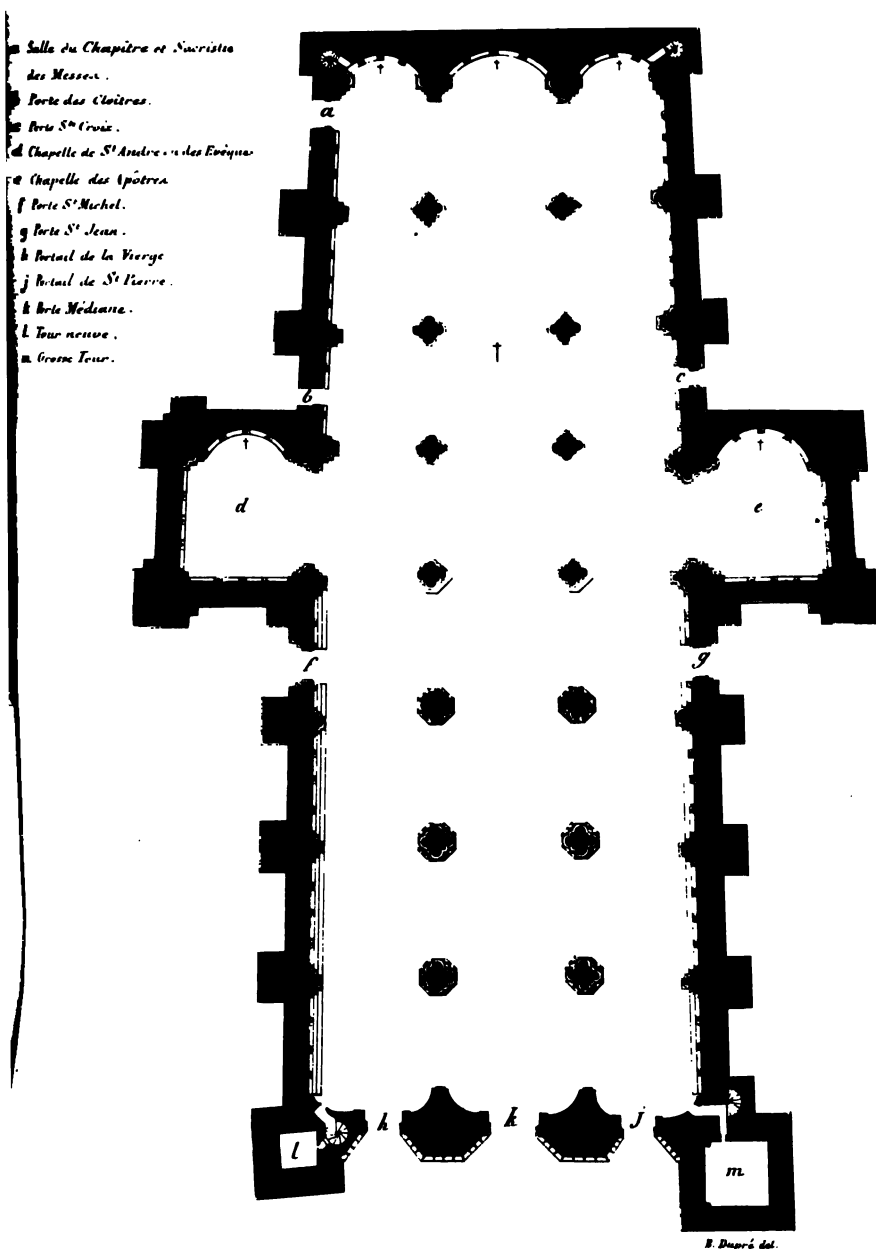 a Salle du Chapître et Sacristie
des Messes.
b Porte des Cloîtres.
c Porte Ste Croix.
d Chapelle de St André ou des Evêques
e Chapelle des Apôtres
f Porte St Michel.
g Porte St Jean.
h Portail de la Vierge
j Portail de St Pierre.
k Porte Médiane.
l Tour neuve.
m Grosse Tour.
a
b
c
d
e
f
g
h
k
j
l
m
B. Dupré del.